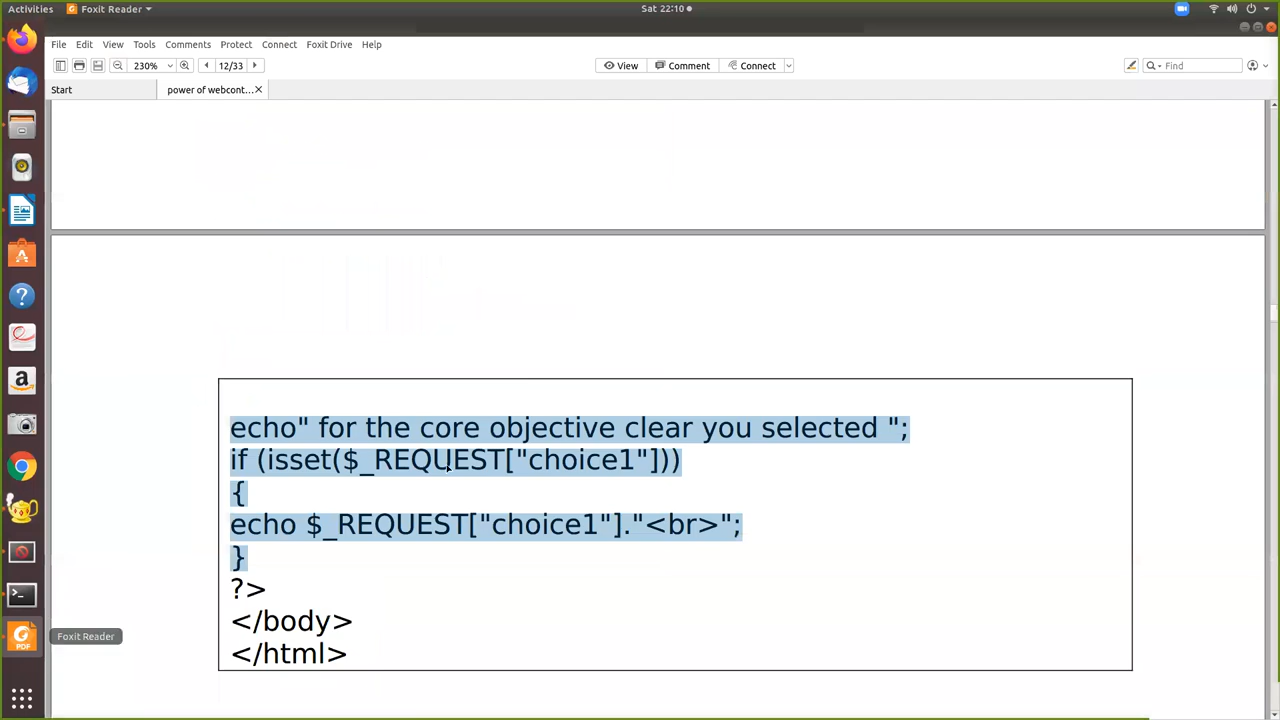 Activities Foxit Reader Sat 22:10
File Edit View Tools Comments Protect Connect Foxit Drive Help
230% 12/33 View Comment Connect Find
Start power of webcont...
echo" for the core objective clear you selected ";
if (isset($_REQUEST["choice1"]))
{
echo $_REQUEST["choice1"]."<br>";
}
?>
</body>
</html>
Foxit Reader
PDF